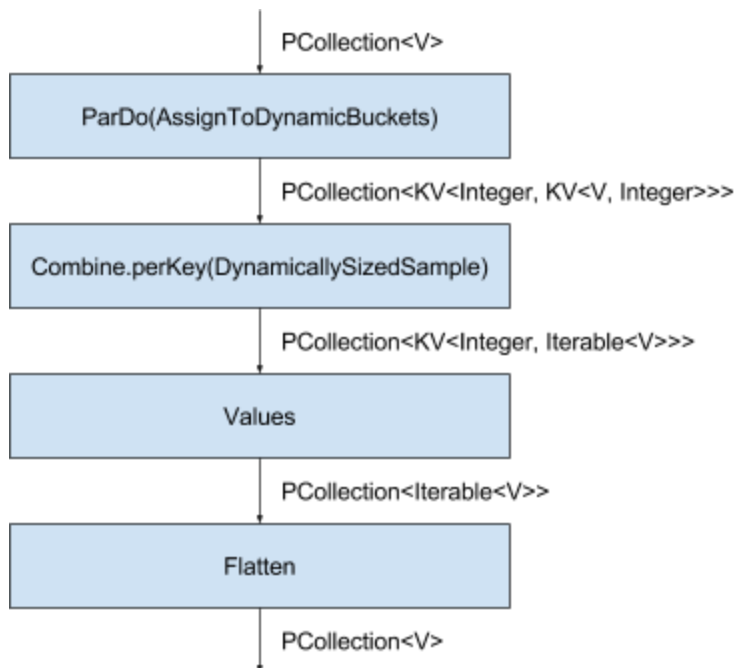 PCollection<V>
ParDo(AssignToDynamicBuckets)
PCollection<KV<Integer, KV<V, Integer>>>
Combine.perKey(DynamicallySizedSample)
PCollection<KV<Integer, Iterable<V>>>
Values
PCollection<Iterable<V>>
Flatten
PCollection<V>